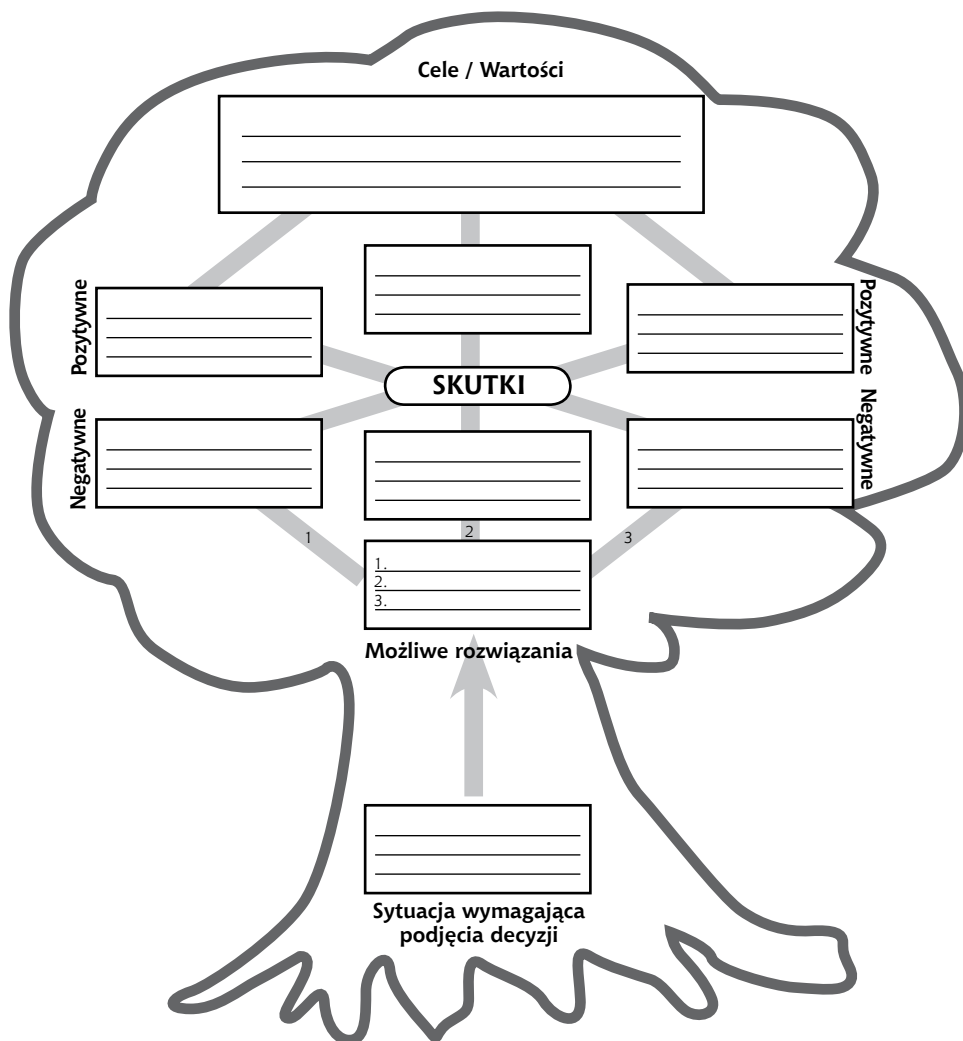 Cele / Wartości
Pozytywne
Pozytywne
SKUTKI
Negatywne
Negatywne
1
2
3
1.
2.
3.
Możliwe rozwiązania
Sytuacja wymagająca
podjęcia decyzji